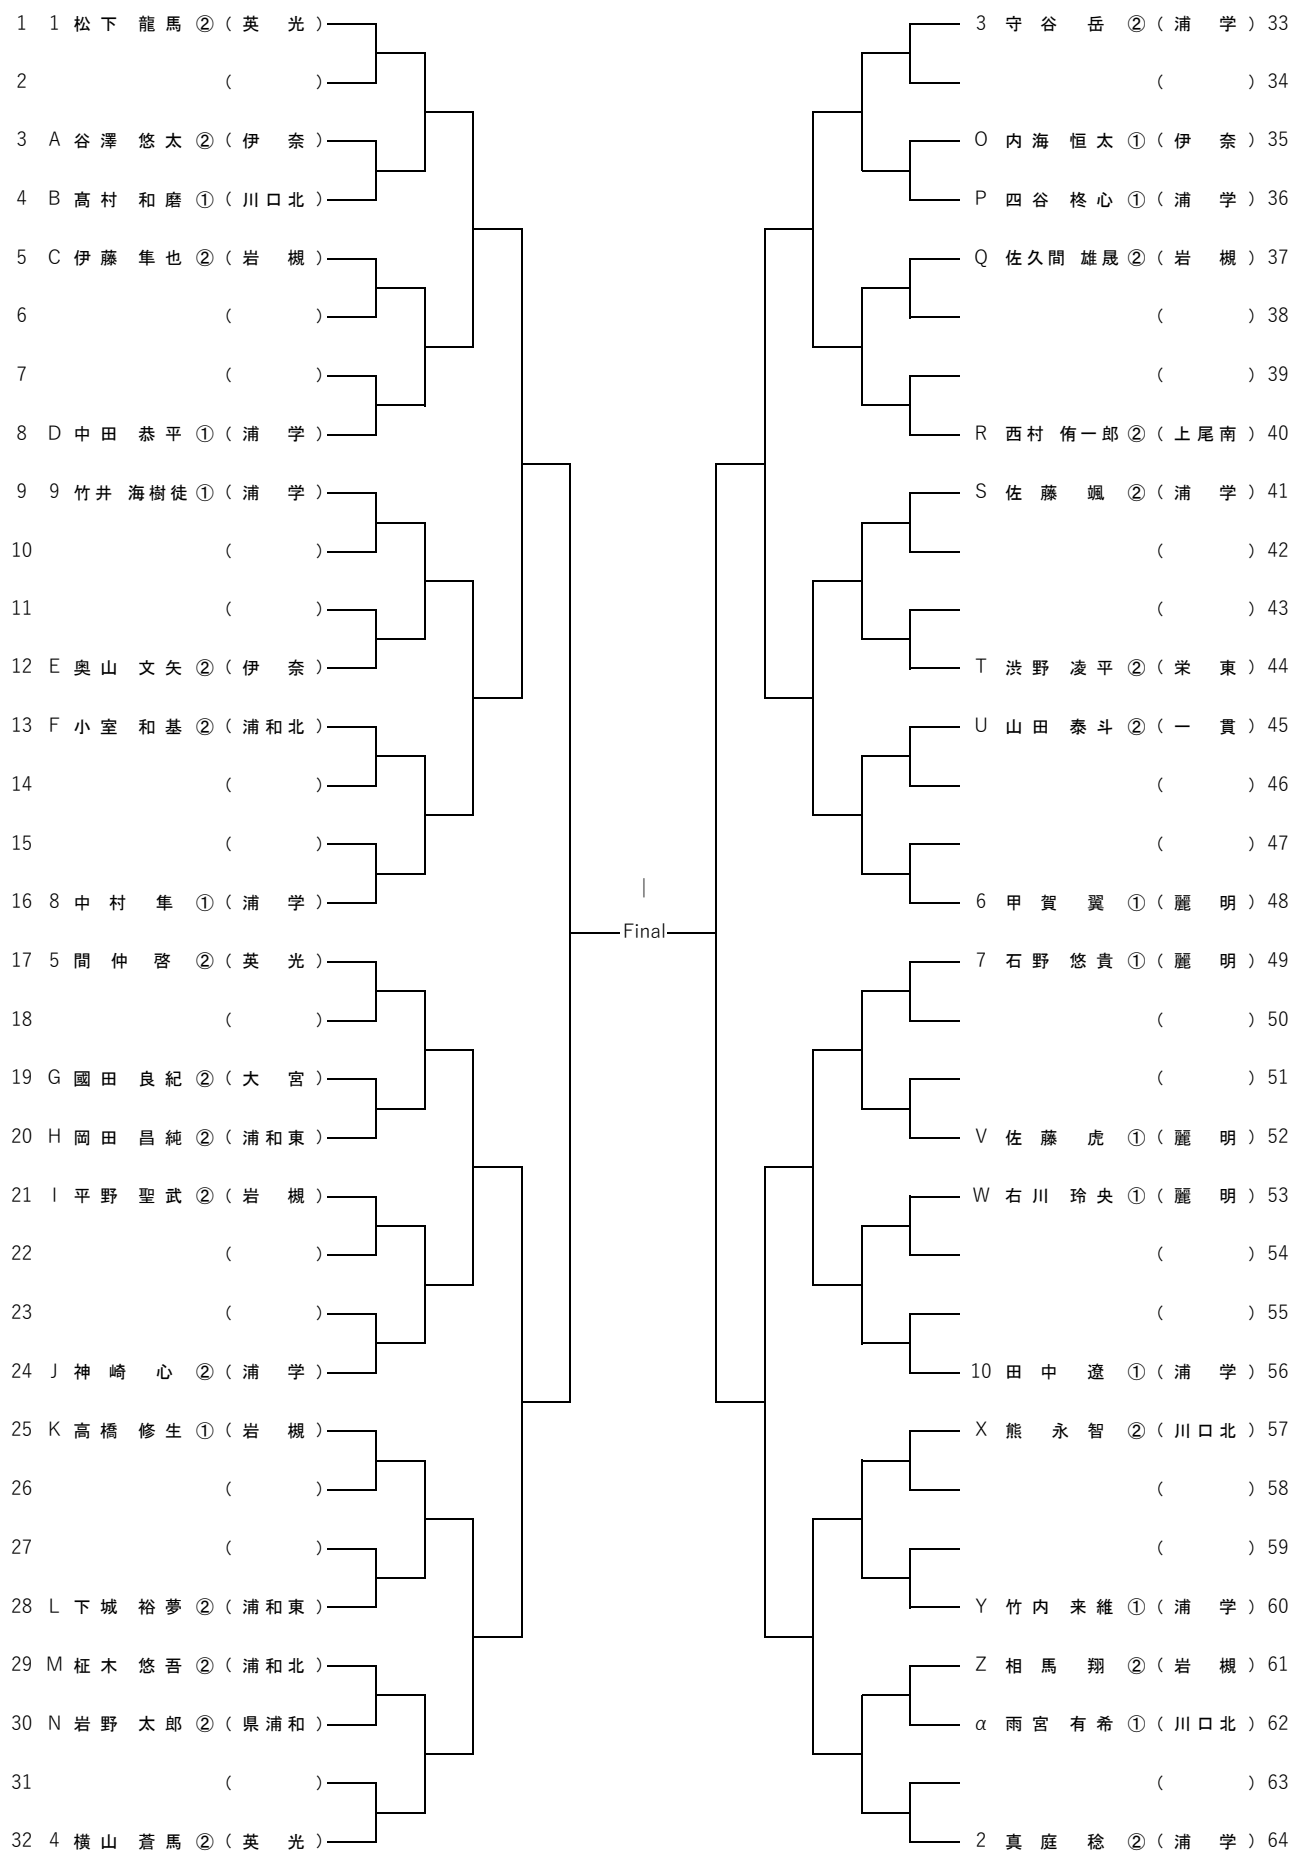 1 1 松下 龍馬 ② ( 英 光 )
2 ( )
3 A 谷澤 悠太 ② ( 伊 奈 )
4 B 髙村 和磨 ① ( 川口北 )
5 C 伊藤 隼也 ② ( 岩 槻 )
6 ( )
7 ( )
8 D 中田 恭平 ① ( 浦 学 )
9 9 竹井 海樹徒 ① ( 浦 学 )
10 ( )
11 ( )
12 E 奥山 文矢 ② ( 伊 奈 )
13 F 小室 和基 ② ( 浦和北 )
14 ( )
15 ( )
16 8 中村 隼 ① ( 浦 学 )
17 5 間仲 啓 ② ( 英 光 )
18 ( )
19 G 國田 良紀 ② ( 大 宮 )
20 H 岡田 昌純 ② ( 浦和東 )
21 I 平野 聖武 ② ( 岩 槻 )
22 ( )
23 ( )
24 J 神崎 心 ② ( 浦 学 )
25 K 高橋 修生 ① ( 岩 槻 )
26 ( )
27 ( )
28 L 下城 裕夢 ② ( 浦和東 )
29 M 柾木 悠吾 ② ( 浦和北 )
30 N 岩野 太郎 ② ( 県浦和 )
31 ( )
32 4 横山 蒼馬 ② ( 英 光 )
Final
3 守谷 岳 ② ( 浦 学 ) 33
( ) 34
O 内海 恒太 ① ( 伊 奈 ) 35
P 四谷 柊心 ① ( 浦 学 ) 36
Q 佐久間 雄晟 ② ( 岩 槻 ) 37
( ) 38
( ) 39
R 西村 侑一郎 ② ( 上尾南 ) 40
S 佐藤 颯 ② ( 浦 学 ) 41
( ) 42
( ) 43
T 渋野 凌平 ② ( 栄 東 ) 44
U 山田 泰斗 ② ( 一 貫 ) 45
( ) 46
( ) 47
6 甲賀 翼 ① ( 麗 明 ) 48
7 石野 悠貴 ① ( 麗 明 ) 49
( ) 50
( ) 51
V 佐藤 虎 ① ( 麗 明 ) 52
W 右川 玲央 ① ( 麗 明 ) 53
( ) 54
( ) 55
10 田中 遼 ① ( 浦 学 ) 56
X 熊 永智 ② ( 川口北 ) 57
( ) 58
( ) 59
Y 竹内 来維 ① ( 浦 学 ) 60
Z 相馬 翔 ② ( 岩 槻 ) 61
α 雨宮 有希 ① ( 川口北 ) 62
( ) 63
2 真庭 稔 ② ( 浦 学 ) 64